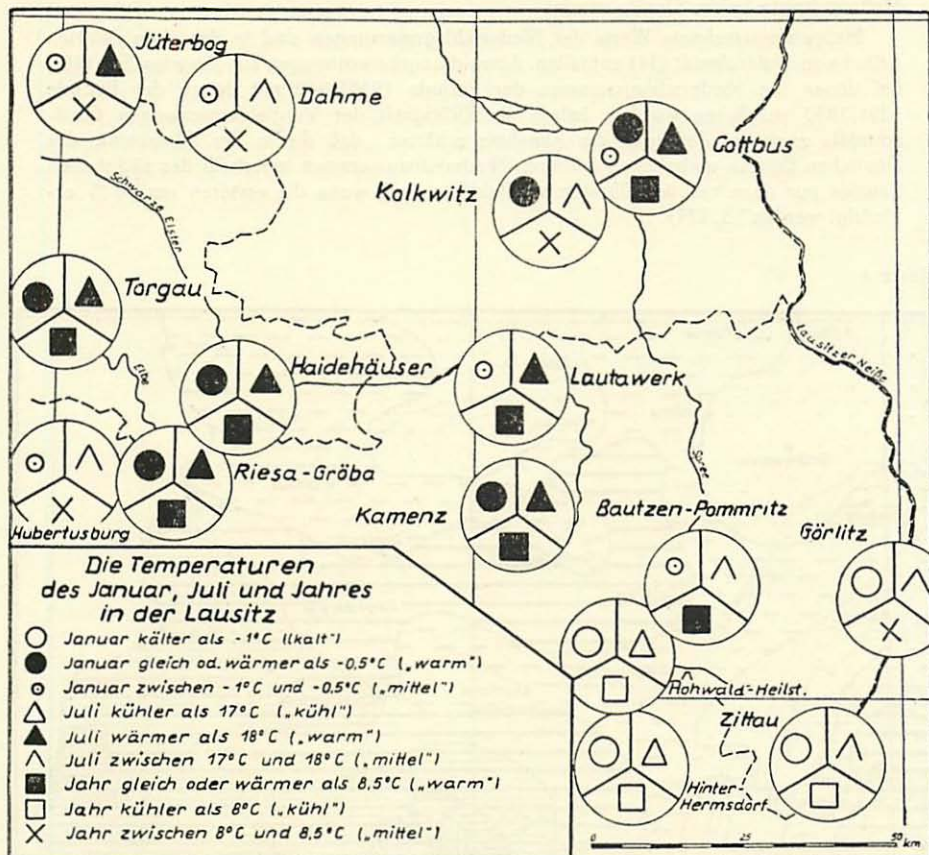 Jüterbog
Dahme
Cottbus
Kolkwitz
Schwarze Elster
Torgau
Elbe
Haidehäuser
Lautawerk
Lausitzer Neiße
Spree
Riesa-Gröba
Hubertusburg
Kamenz
Bautzen-Pommritz
Görlitz
Hohwald-Heilst.
Zittau
Hinter-
Hermsdorf
Die Temperaturen
des Januar, Juli und Jahres
in der Lausitz
Januar kälter als -1°C („kalt")
Januar gleich od. wärmer als -0,5°C („warm")
Januar zwischen -1°C und -0,5°C („mittel")
Juli kühler als 17°C („kühl")
Juli wärmer als 18°C („warm")
Juli zwischen 17°C und 18°C („mittel")
Jahr gleich oder wärmer als 8,5°C („warm")
Jahr kühler als 8°C („kühl")
Jahr zwischen 8°C und 8,5°C („mittel")
0 25 50 km